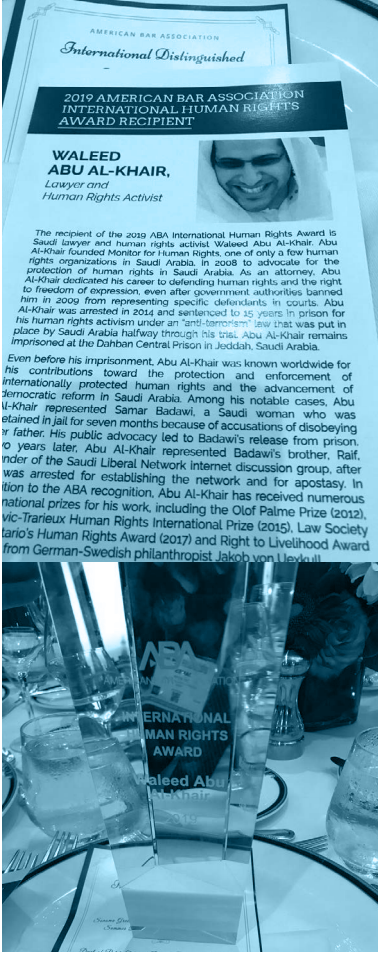 AMERICAN BAR ASSOCIATION
International Distinguished
2019 AMERICAN BAR ASSOCIATION
INTERNATIONAL HUMAN RIGHTS
AWARD RECIPIENT
WALEED
ABU AL-KHAIR,
Lawyer and
Human Rights Activist
The recipient of the 2019 ABA International Human Rights Award is
Saudi lawyer and human rights activist Waleed Abu Al-Khair. Abu
Al-Khair founded Monitor for Human Rights, one of only a few human
rights organizations in Saudi Arabia, in 2008 to advocate for the
protection of human rights in Saudi Arabia. As an attorney, Abu
Al-Khair dedicated his career to defending human rights and the right
to freedom of expression, even after government authorities banned
him in 2009 from representing specific defendants in courts. Abu
Al-Khair was arrested in 2014 and sentenced to 15 years in prison for
his human rights activism under an "anti-terrorism" law that was put in
place by Saudi Arabia halfway through his trial. Abu Al-Khair remains
imprisoned at the Dahban Central Prison in Jeddah, Saudi Arabia.
Even before his imprisonment, Abu Al-Khair was known worldwide for
his contributions toward the protection and enforcement of
internationally protected human rights and the advancement of
democratic reform in Saudi Arabia. Among his notable cases, Abu
Al-Khair represented Samar Badawi, a Saudi woman who was
etained in jail for seven months because of accusations of disobeying
er father. His public advocacy led to Badawi's release from prison.
wo years later, Abu Al-Khair represented Badawi's brother, Raif,
nder of the Saudi Liberal Network internet discussion group, after
was arrested for establishing the network and for apostasy. In
ition to the ABA recognition, Abu Al-Khair has received numerous
national prizes for his work, including the Olof Palme Prize (2012),
vic-Trarieux Human Rights International Prize (2015), Law Society
tario's Human Rights Award (2017) and Right to Livelihood Award
from German-Swedish philanthropist Jakob von Uexkull
ABA
INTERNATIONAL
HUMAN RIGHTS
AWARD
Waleed Abu
Al-Khair
2019